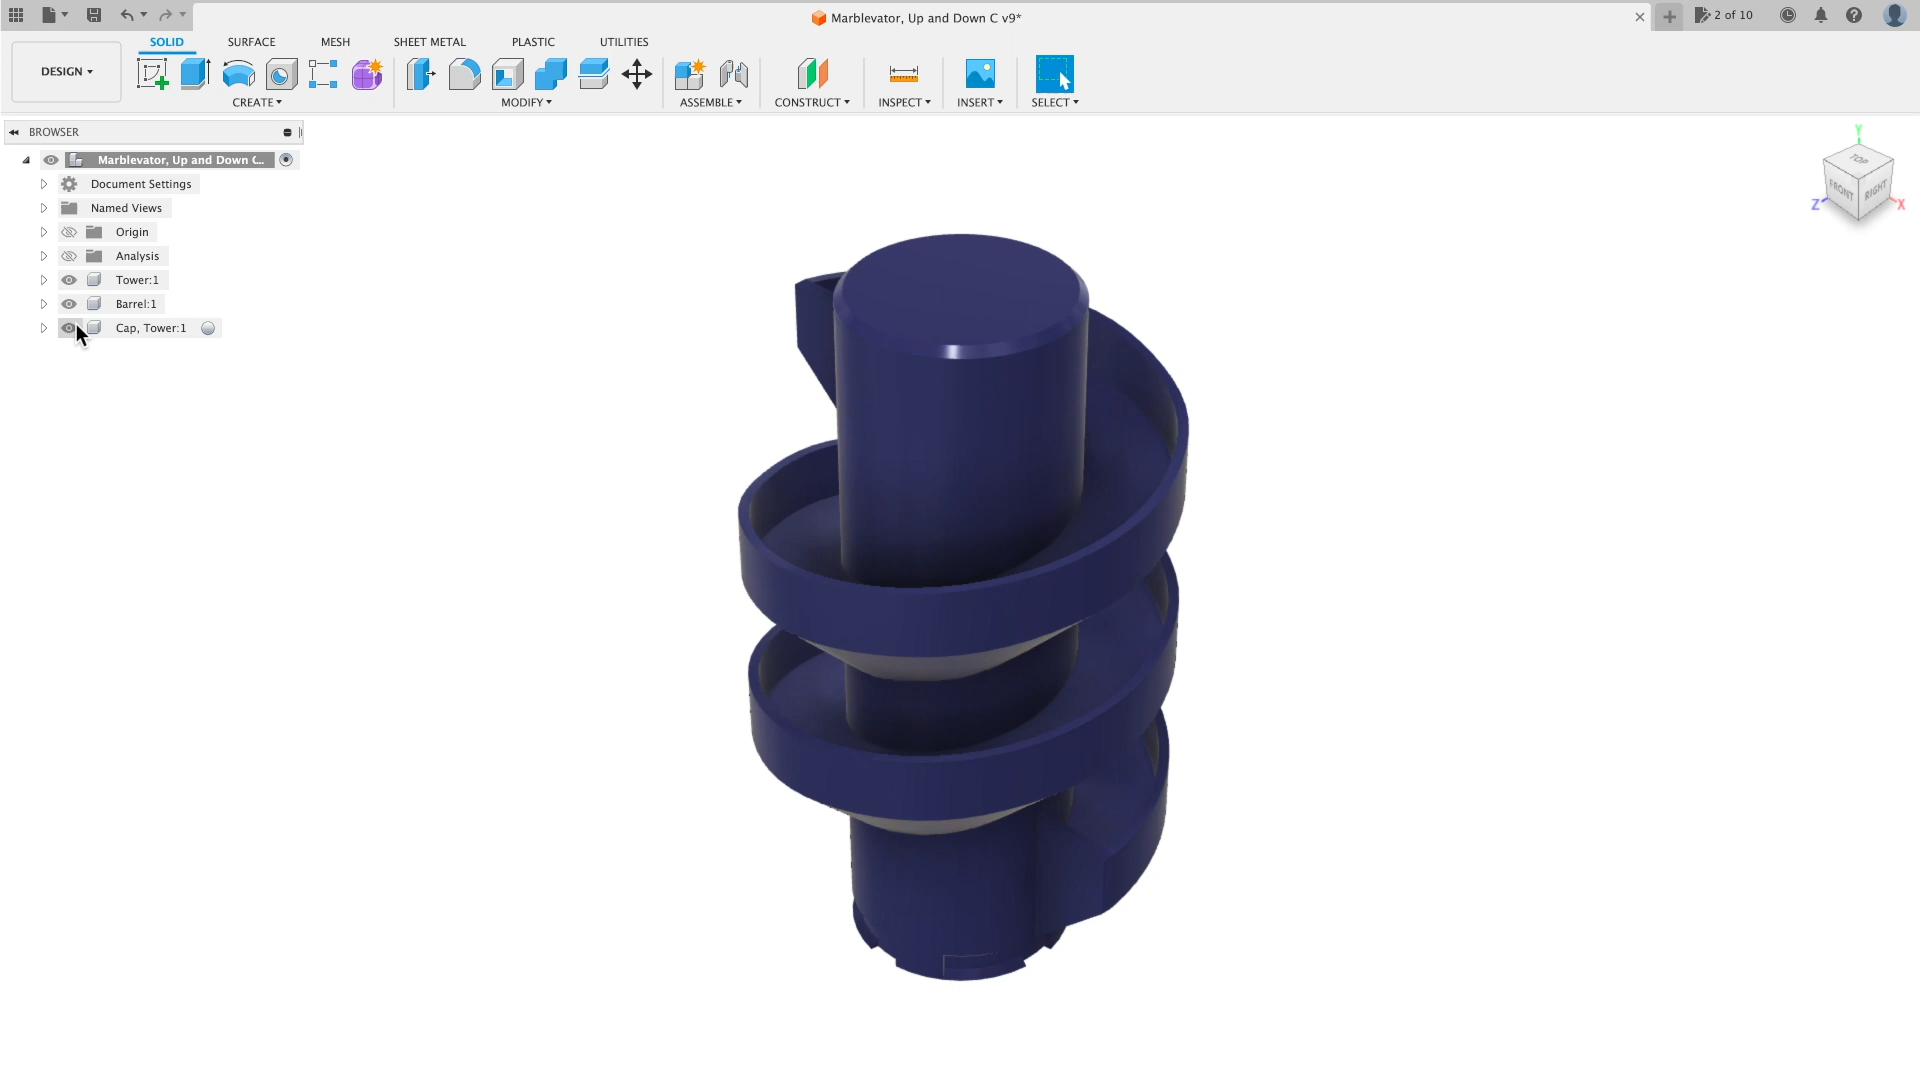 Marblevator, Up and Down C v9*
2 of 10
SOLID SURFACE MESH SHEET METAL PLASTIC UTILITIES
DESIGN
CREATE MODIFY ASSEMBLE CONSTRUCT INSPECT INSERT SELECT
BROWSER
Marblevator, Up and Down C...
Document Settings
Named Views
Origin
Analysis
Tower:1
Barrel:1
Cap, Tower:1
Y
TOP
FRONT
RIGHT
Z
X